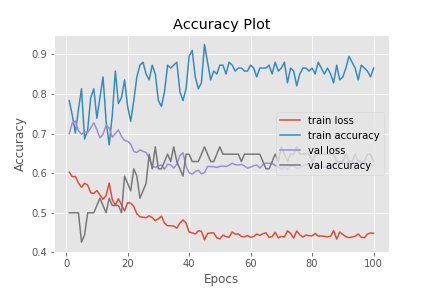 Accuracy Plot
Accuracy
0.9
0.8
0.7
0.6
0.5
0.4
train loss
train accuracy
val loss
val accuracy
0
20
40
60
80
100
Epocs